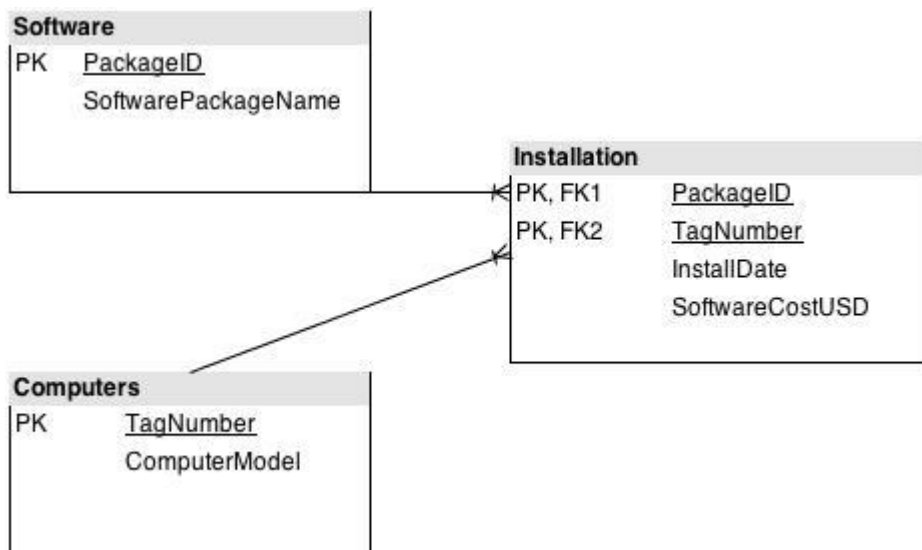 Software
PK PackageID
SoftwarePackageName
Installation
PK, FK1 PackageID
PK, FK2 TagNumber
InstallDate
SoftwareCostUSD
Computers
PK TagNumber
ComputerModel